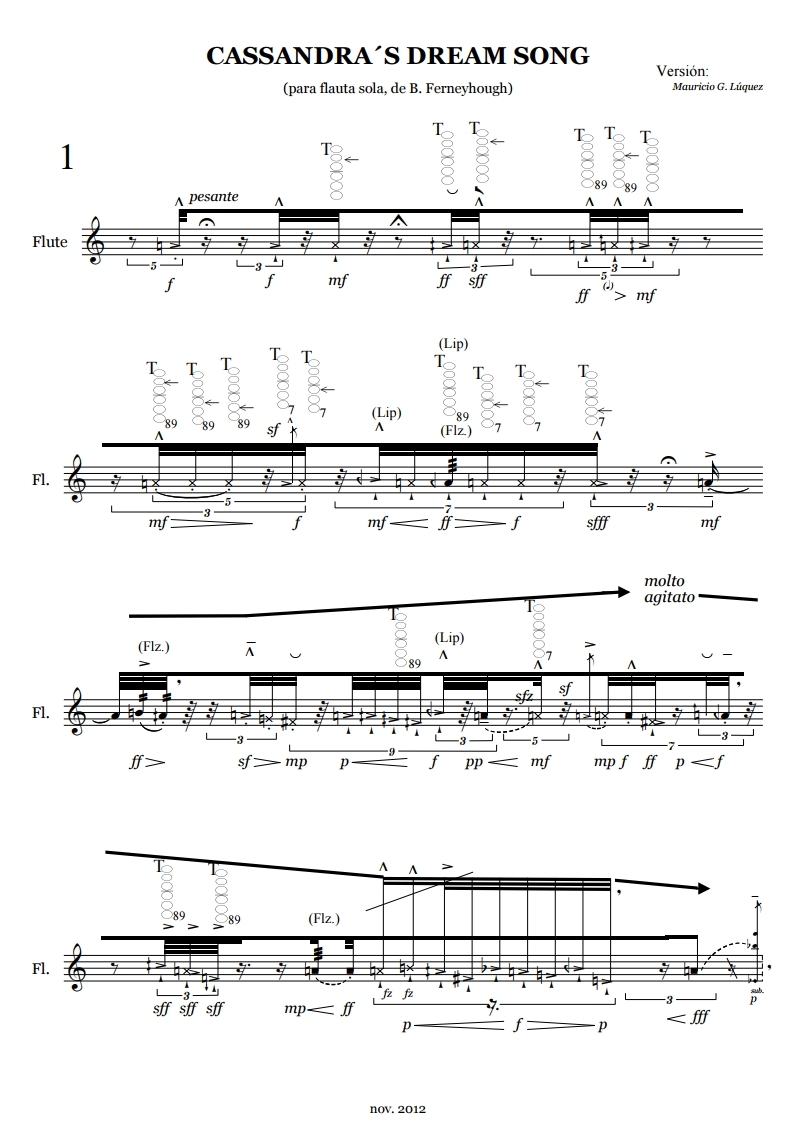 CASSANDRA´S DREAM SONG
(para flauta sola, de B. Ferneyhough)
Versión:
Mauricio G. Lúquez
1
T T T T T T
89 89
pesante
Flute
5 3 3 3 5
f f mf ff sff ff > mf
(Lip)
T T T T T T T T T
89 89 89 7 7 89 7 7 7
(Lip) (Flz.)
sf
Fl.
3 5 7 3
mf f mf ff f sfff mf
molto
agitato
T T
(Flz.) (Lip)
89 7
sfz sf
Fl.
3 9 3 5 7 3
ff sf mp p f pp mf mp f ff p f
T T
89 89
(Flz.)
Fl.
3 fz fz 3 sub.
sff sff sff mp ff p f p fff p
nov. 2012